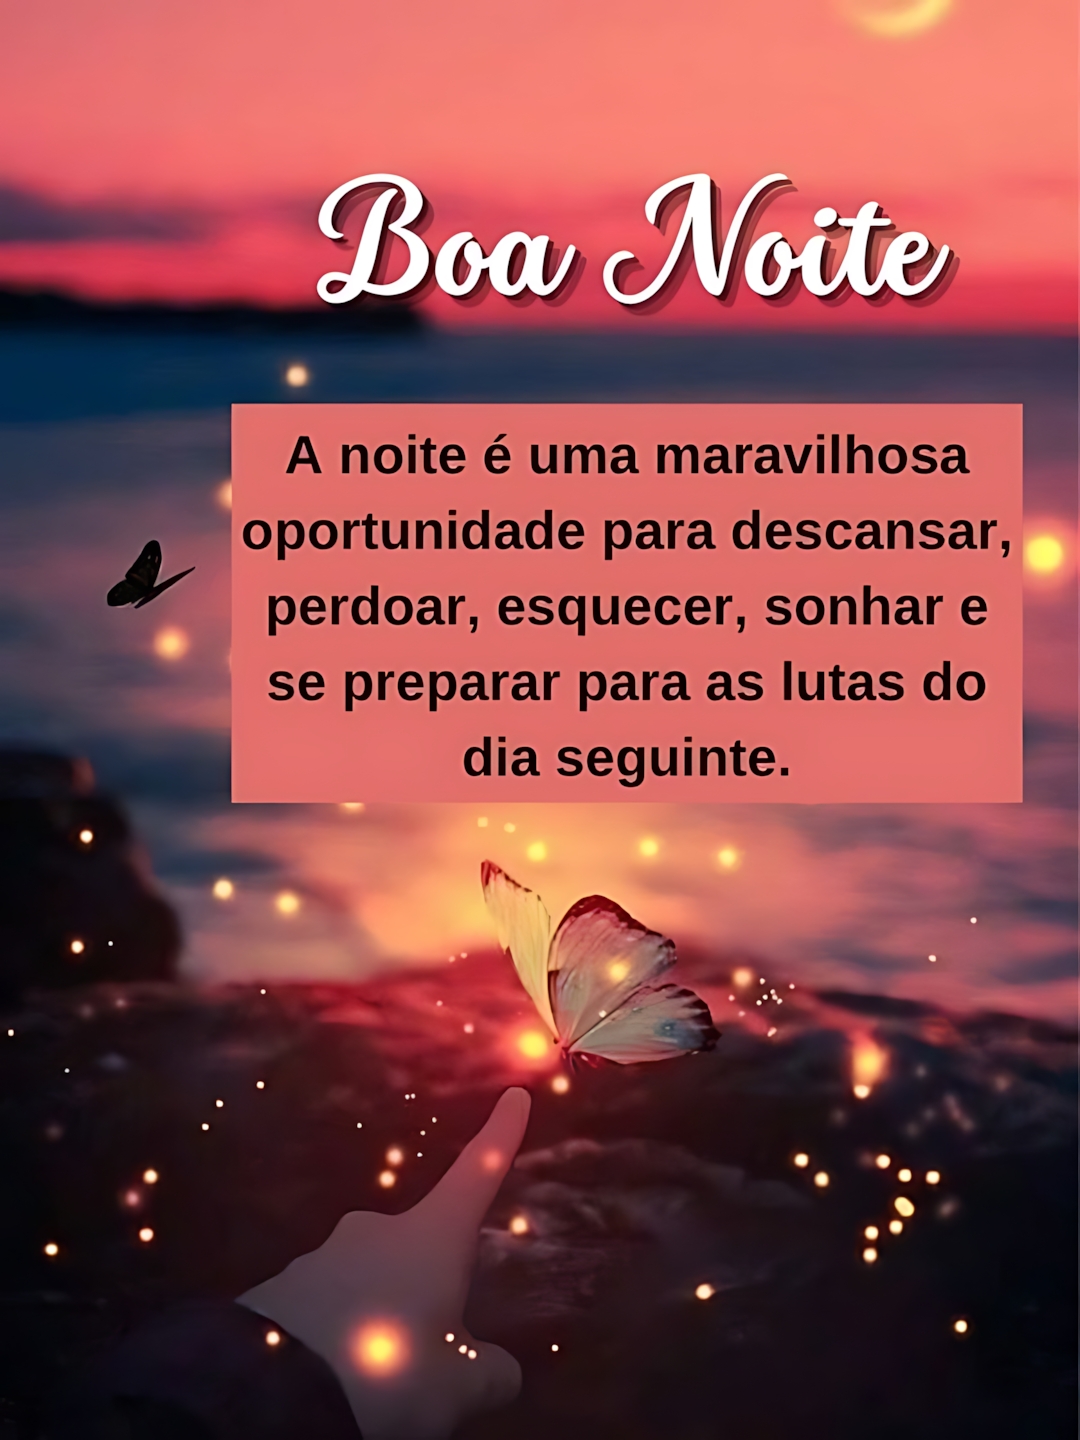 Boa Noite
A noite é uma maravilhosa
oportunidade para descansar,
perdoar, esquecer, sonhar e
se preparar para as lutas do
dia seguinte.